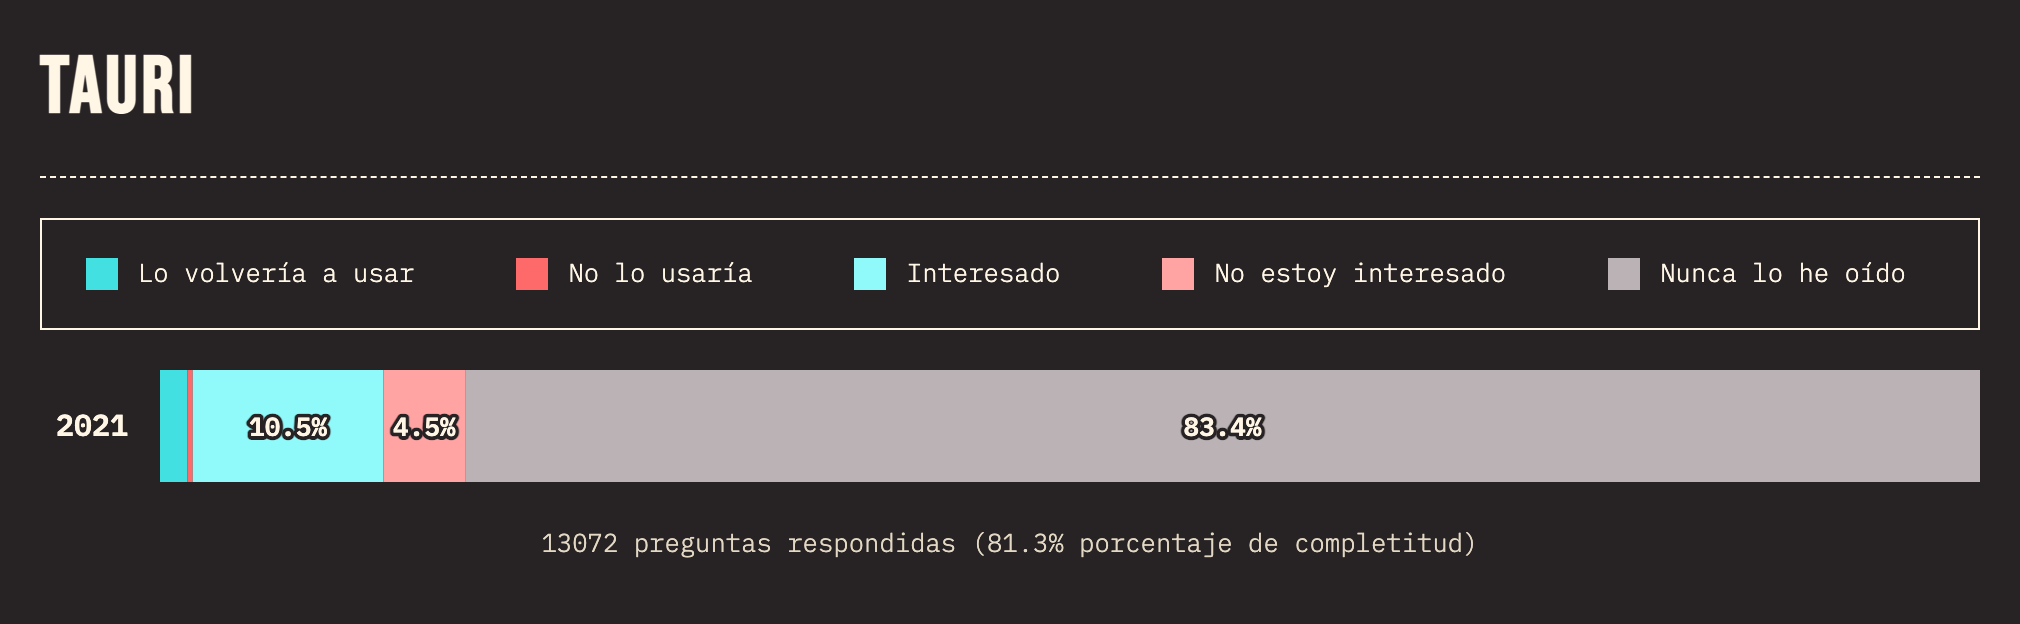 TAURI
Lo volvería a usar No lo usaría Interesado No estoy interesado Nunca lo he oído
2021 10.5% 4.5% 83.4%
13072 preguntas respondidas (81.3% porcentaje de completitud)